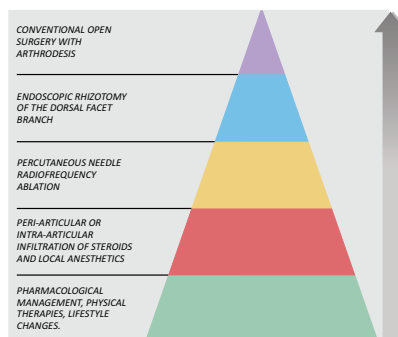 CONVENTIONAL OPEN
SURGERY WITH
ARTHRODESIS
ENDOSCOPIC RHIZOTOMY
OF THE DORSAL FACET
BRANCH
PERCUTANEOUS NEEDLE
RADIOFREQUENCY
ABLATION
PERI-ARTICULAR OR
INTRA-ARTICULAR
INFILTRATION OF STEROIDS
AND LOCAL ANESTHETICS
PHARMACOLOGICAL
MANAGEMENT, PHYSICAL
THERAPIES, LIFESTYLE
CHANGES.